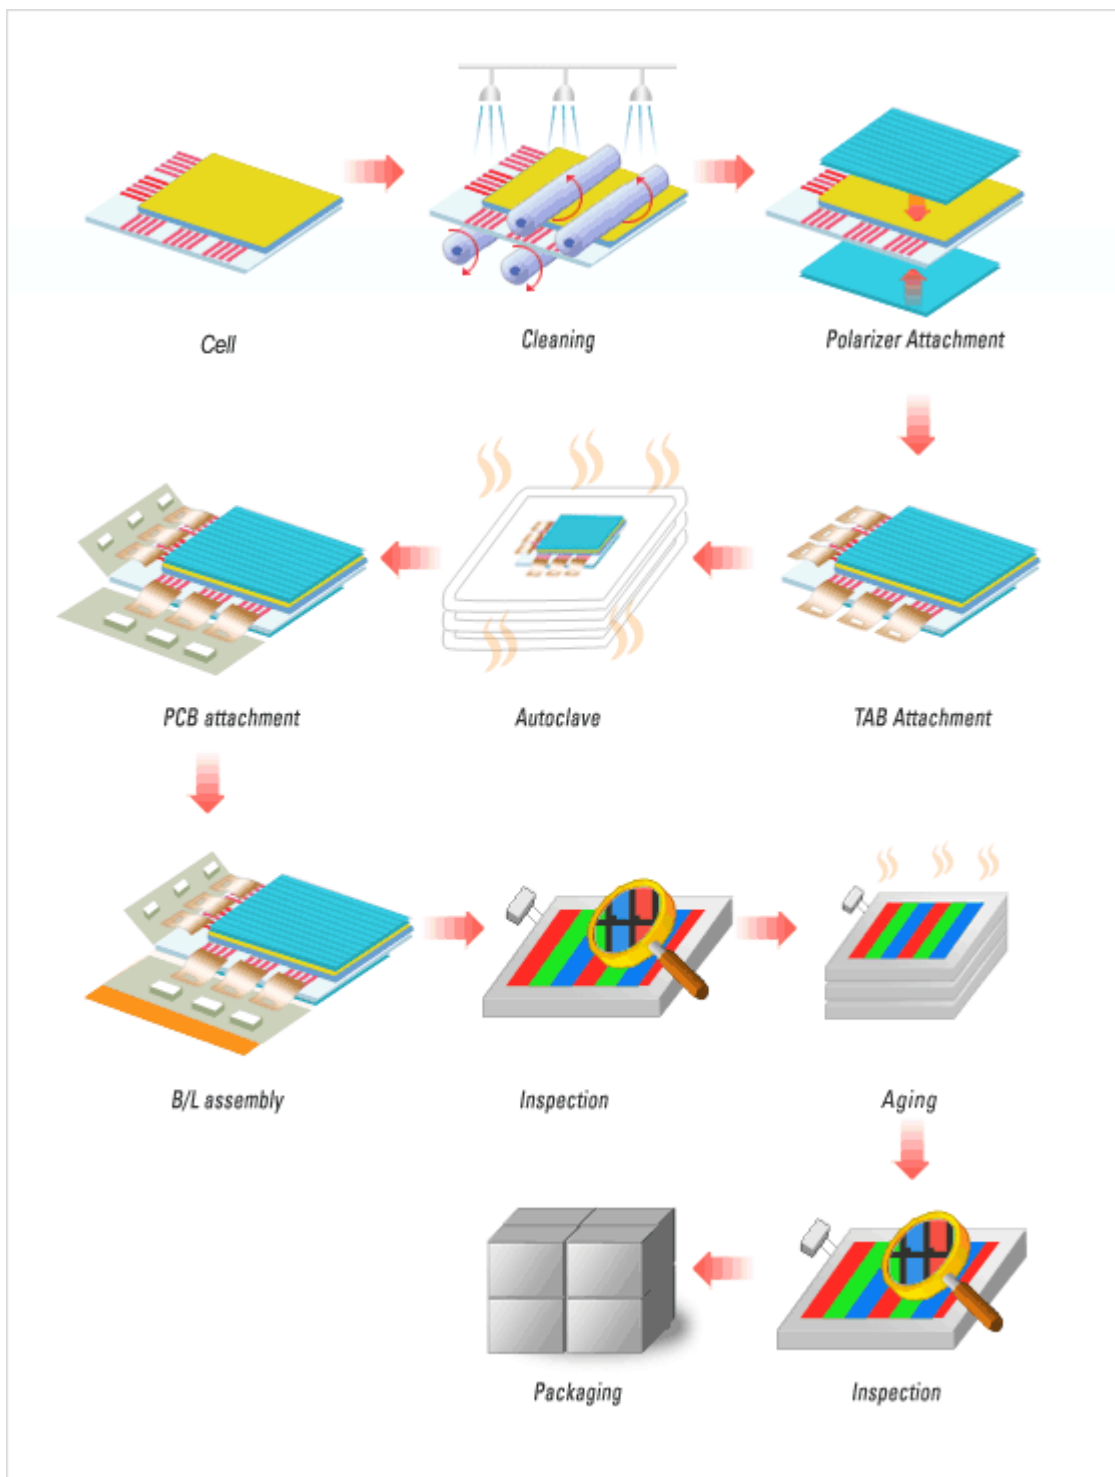 Cell
Cleaning
Polarizer Attachment
PCB attachment
Autoclave
TAB Attachment
B/L assembly
Inspection
Aging
Packaging
Inspection